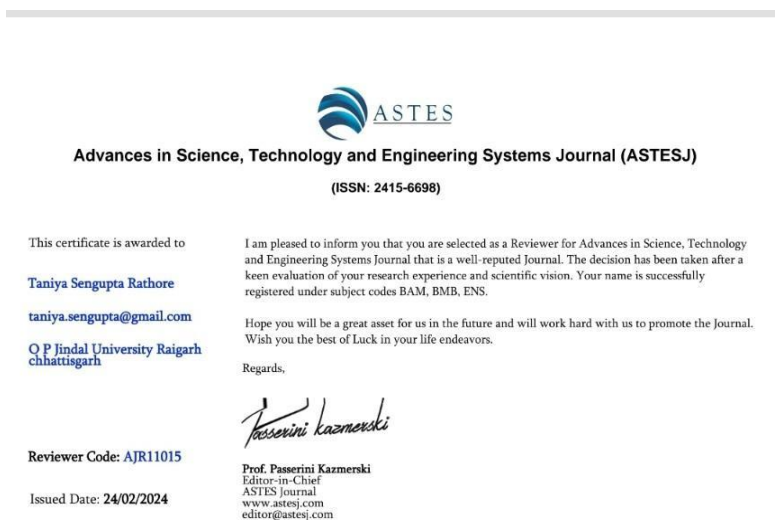 ASTES
Advances in Science, Technology and Engineering Systems Journal (ASTESJ)
(ISSN: 2415-6698)
This certificate is awarded to
Taniya Sengupta Rathore
taniya.sengupta@gmail.com
O P Jindal University Raigarh
chhattisgarh
Reviewer Code: AJR11015
Issued Date: 24/02/2024
I am pleased to inform you that you are selected as a Reviewer for Advances in Science, Technology
and Engineering Systems Journal that is a well-reputed Journal. The decision has been taken after a
keen evaluation of your research experience and scientific vision. Your name is successfully
registered under subject codes BAM, BMB, ENS.
Hope you will be a great asset for us in the future and will work hard with us to promote the Journal.
Wish you the best of Luck in your life endeavors.
Regards,
Passerini kazmerski
Prof. Passerini Kazmerski
Editor-in-Chief
ASTES Journal
www.astesj.com
editor@astesj.com